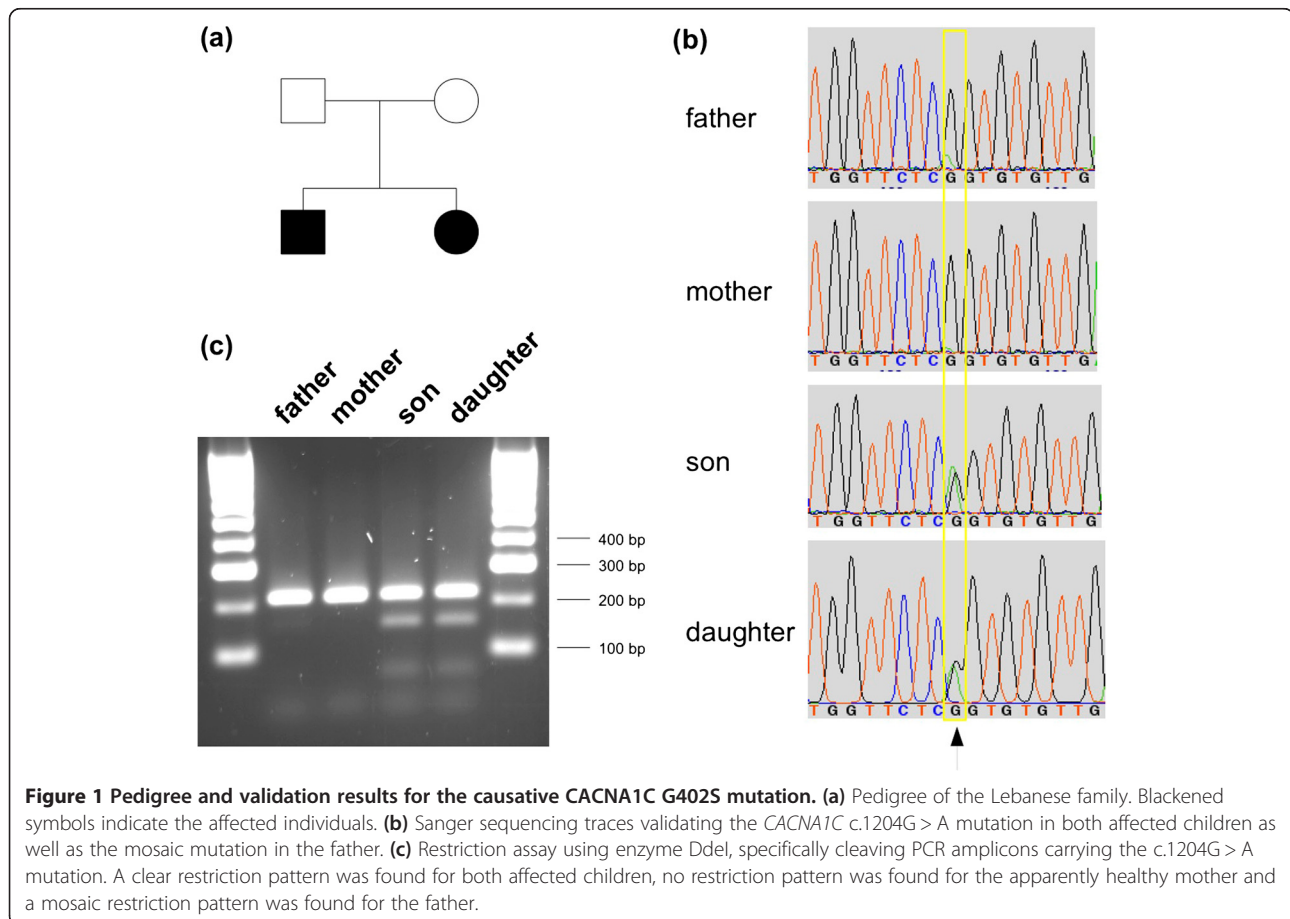 (a)
(b)
father
TGGTTCTCGGTGTGTTG
mother
TGGTTCTCGGTGTGTTG
son
TGGTTCTCGGTGTGTTG
daughter
TGGTTCTCGGTGTGTTG
(c)
father
mother
son
daughter
400 bp
300 bp
200 bp
100 bp
Figure 1 Pedigree and validation results for the causative CACNA1C G402S mutation. (a) Pedigree of the Lebanese family. Blackened
symbols indicate the affected individuals. (b) Sanger sequencing traces validating the CACNA1C c.1204G > A mutation in both affected children as
well as the mosaic mutation in the father. (c) Restriction assay using enzyme DdeI, specifically cleaving PCR amplicons carrying the c.1204G > A
mutation. A clear restriction pattern was found for both affected children, no restriction pattern was found for the apparently healthy mother and
a mosaic restriction pattern was found for the father.